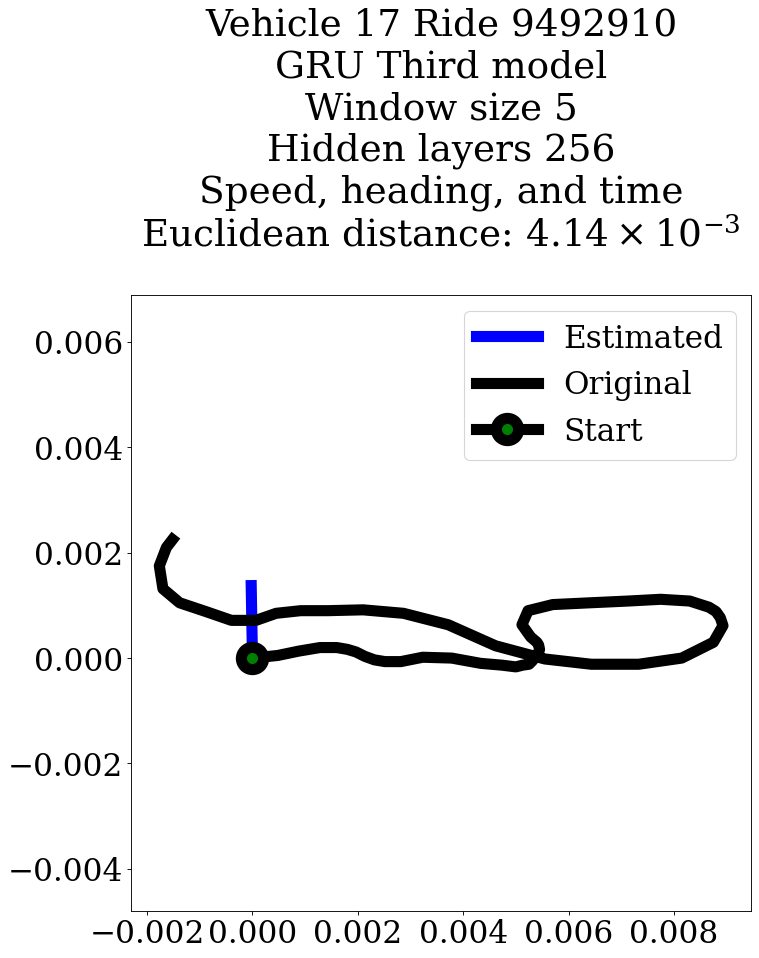 Vehicle 17 Ride 9492910
GRU Third model
Window size 5
Hidden layers 256
Speed, heading, and time
Euclidean distance: 4.14 × 10⁻³
Estimated
Original
Start
0.006
0.004
0.002
0.000
−0.002
−0.004
−0.002 0.000 0.002 0.004 0.006 0.008